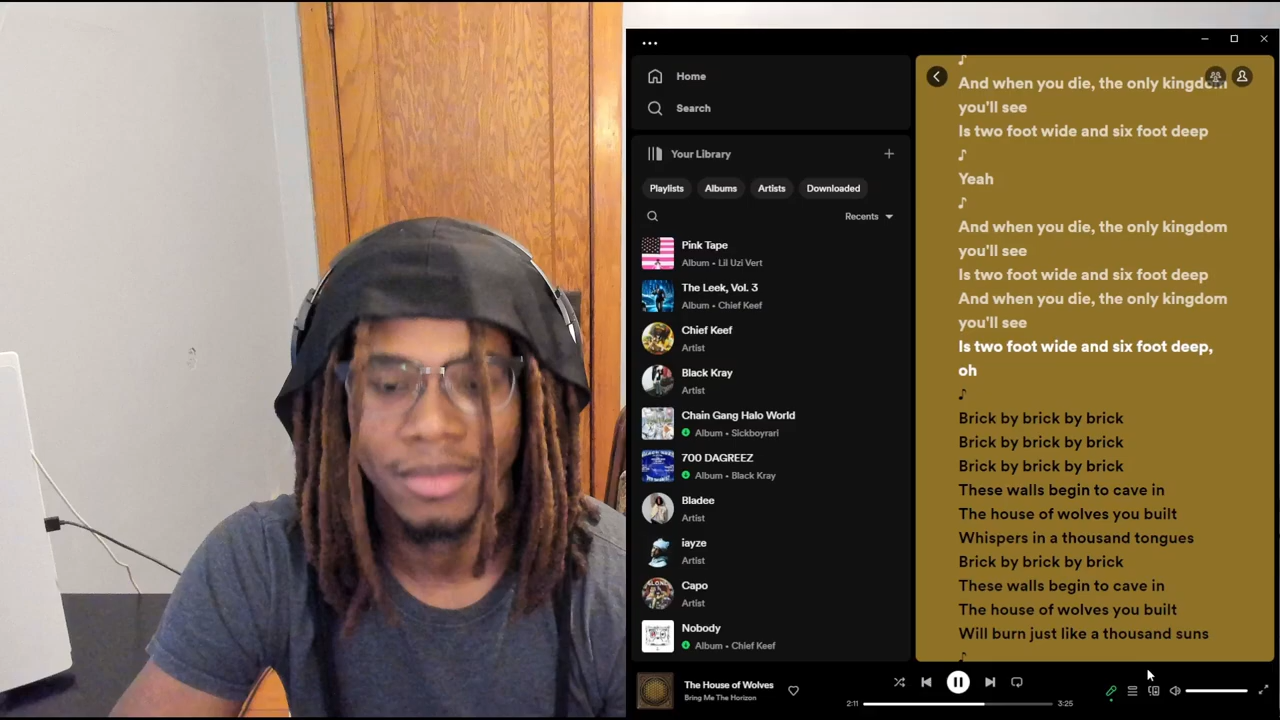 Home
Search
Your Library
Playlists
Albums
Artists
Downloaded
Recents
Pink Tape
Album • Lil Uzi Vert
The Leek, Vol. 3
Album • Chief Keef
Chief Keef
Artist
Black Kray
Artist
Chain Gang Halo World
Album • Sickboyrari
700 DAGREEZ
Album • Black Kray
Bladee
Artist
iayze
Artist
Capo
Artist
Nobody
Album • Chief Keef
And when you die, the only kingdom
you'll see
Is two foot wide and six foot deep
Yeah
And when you die, the only kingdom
you'll see
Is two foot wide and six foot deep
And when you die, the only kingdom
you'll see
Is two foot wide and six foot deep,
oh
Brick by brick by brick
Brick by brick by brick
Brick by brick by brick
These walls begin to cave in
The house of wolves you built
Whispers in a thousand tongues
Brick by brick by brick
These walls begin to cave in
The house of wolves you built
Will burn just like a thousand suns
The House of Wolves
Bring Me The Horizon
2:11
3:25